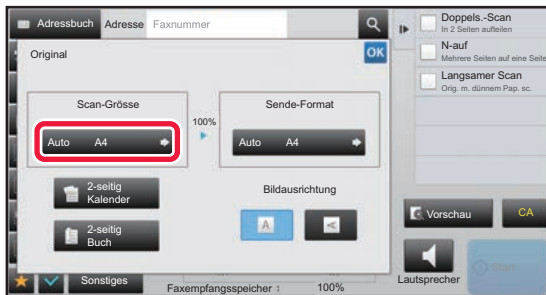 Adressbuch Adresse Faxnummer
Original
OK
Scan-Grösse
100%
Sende-Format
Auto A4
Auto A4
2-seitig
Kalender
2-seitig
Buch
Bildausrichtung
A
A
Sonstiges
Faxempfangsspeicher : 100%
Doppels.-Scan
In 2 Seiten aufteilen
N-auf
Mehrere Seiten auf eine Seite
Langsamer Scan
Orig. m. dünnem Pap. sc.
Vorschau
CA
Lautsprecher
Start